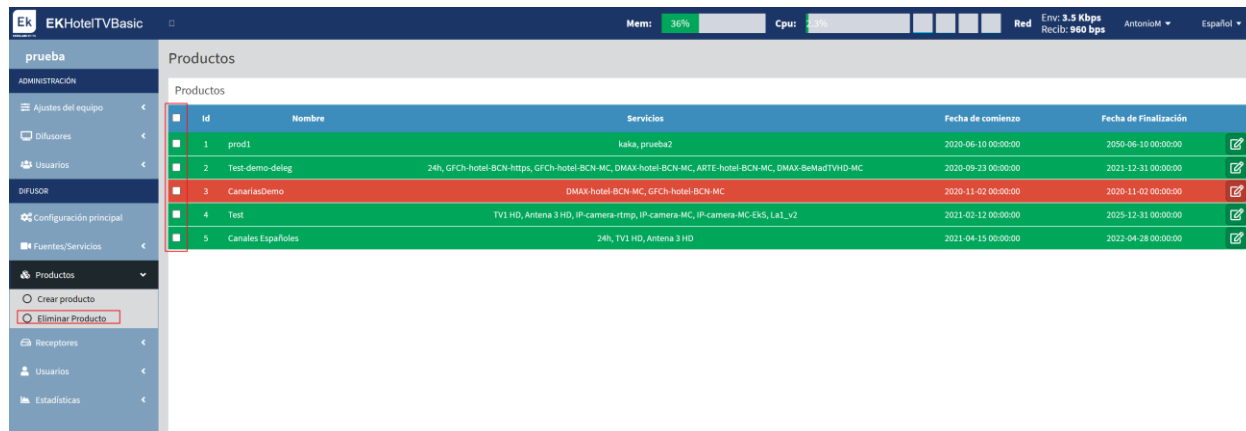 Ek EKHotelTVBasic Mem: 36% Cpu: 2.3% Red Env: 3.5 Kbps Recib: 960 bps AntonioM Español
prueba
Productos
ADMINISTRACIÓN
Productos
Ajustes del equipo
Difusores
Usuarios
DIFUSOR
Configuración principal
Fuentes/Servicios
Productos
Crear producto
Eliminar Producto
Receptores
Usuarios
Estadísticas
Id Nombre Servicios Fecha de comienzo Fecha de Finalización
1 prod1 kaka, prueba2 2020-06-10 00:00:00 2050-06-10 00:00:00
2 Test-demo-deleg 24h, GFCh-hotel-BCN-https, GFCh-hotel-BCN-MC, DMAX-hotel-BCN-MC, ARTE-hotel-BCN-MC, DMAX-BeMadTVHD-MC 2020-09-23 00:00:00 2021-12-31 00:00:00
3 CanariasDemo DMAX-hotel-BCN-MC, GFCh-hotel-BCN-MC 2020-11-02 00:00:00 2020-11-02 00:00:00
4 Test TV1 HD, Antena 3 HD, IP-camera-rtmp, IP-camera-MC, IP-camera-MC-EkS, La1_v2 2021-02-12 00:00:00 2025-12-31 00:00:00
5 Canales Españoles 24h, TV1 HD, Antena 3 HD 2021-04-15 00:00:00 2022-04-28 00:00:00